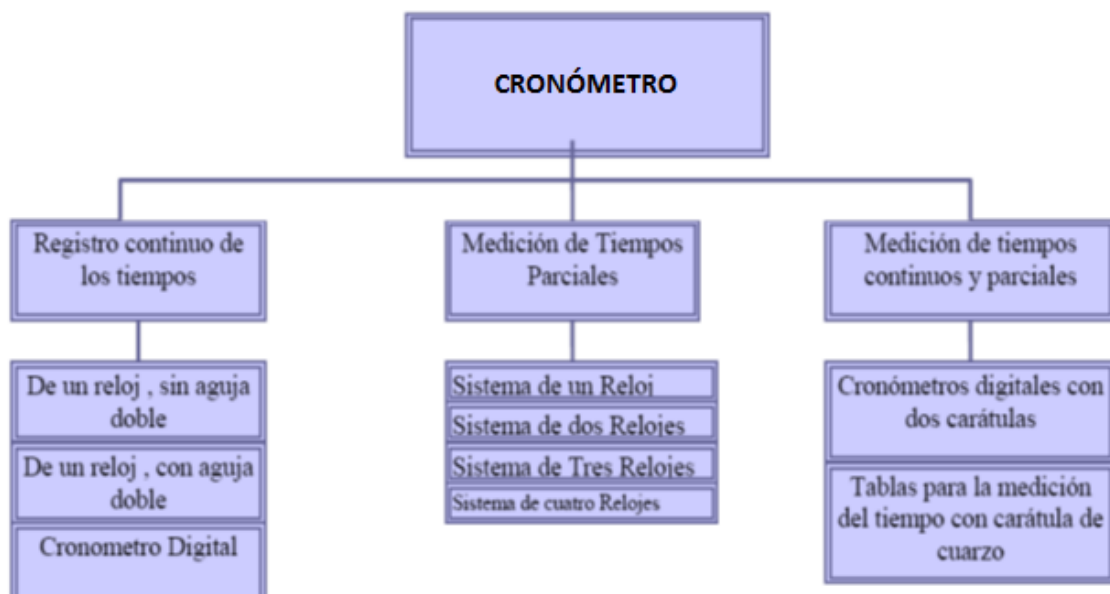 CRONÓMETRO
Registro continuo de
los tiempos
De un reloj , sin aguja
doble
De un reloj , con aguja
doble
Cronometro Digital
Medición de Tiempos
Parciales
Sistema de un Reloj
Sistema de dos Relojes
Sistema de Tres Relojes
Sistema de cuatro Relojes
Medición de tiempos
continuos y parciales
Cronómetros digitales con
dos carátulas
Tablas para la medición
del tiempo con carátula de
cuarzo